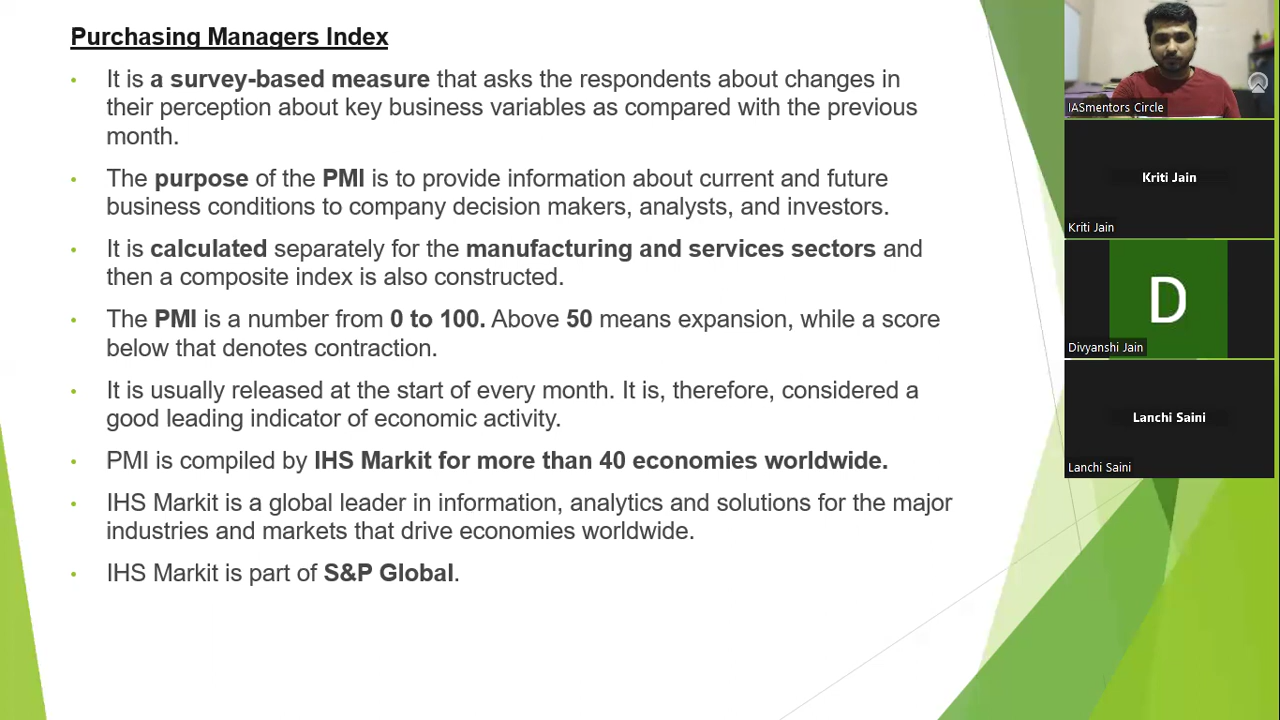 Purchasing Managers Index
• It is a survey-based measure that asks the respondents about changes in
their perception about key business variables as compared with the previous
month.
• The purpose of the PMI is to provide information about current and future
business conditions to company decision makers, analysts, and investors.
• It is calculated separately for the manufacturing and services sectors and
then a composite index is also constructed.
• The PMI is a number from 0 to 100. Above 50 means expansion, while a score
below that denotes contraction.
• It is usually released at the start of every month. It is, therefore, considered a
good leading indicator of economic activity.
• PMI is compiled by IHS Markit for more than 40 economies worldwide.
• IHS Markit is a global leader in information, analytics and solutions for the major
industries and markets that drive economies worldwide.
• IHS Markit is part of S&P Global.
IASmentors Circle
Kriti Jain
Kriti Jain
D
Divyanshi Jain
Lanchi Saini
Lanchi Saini